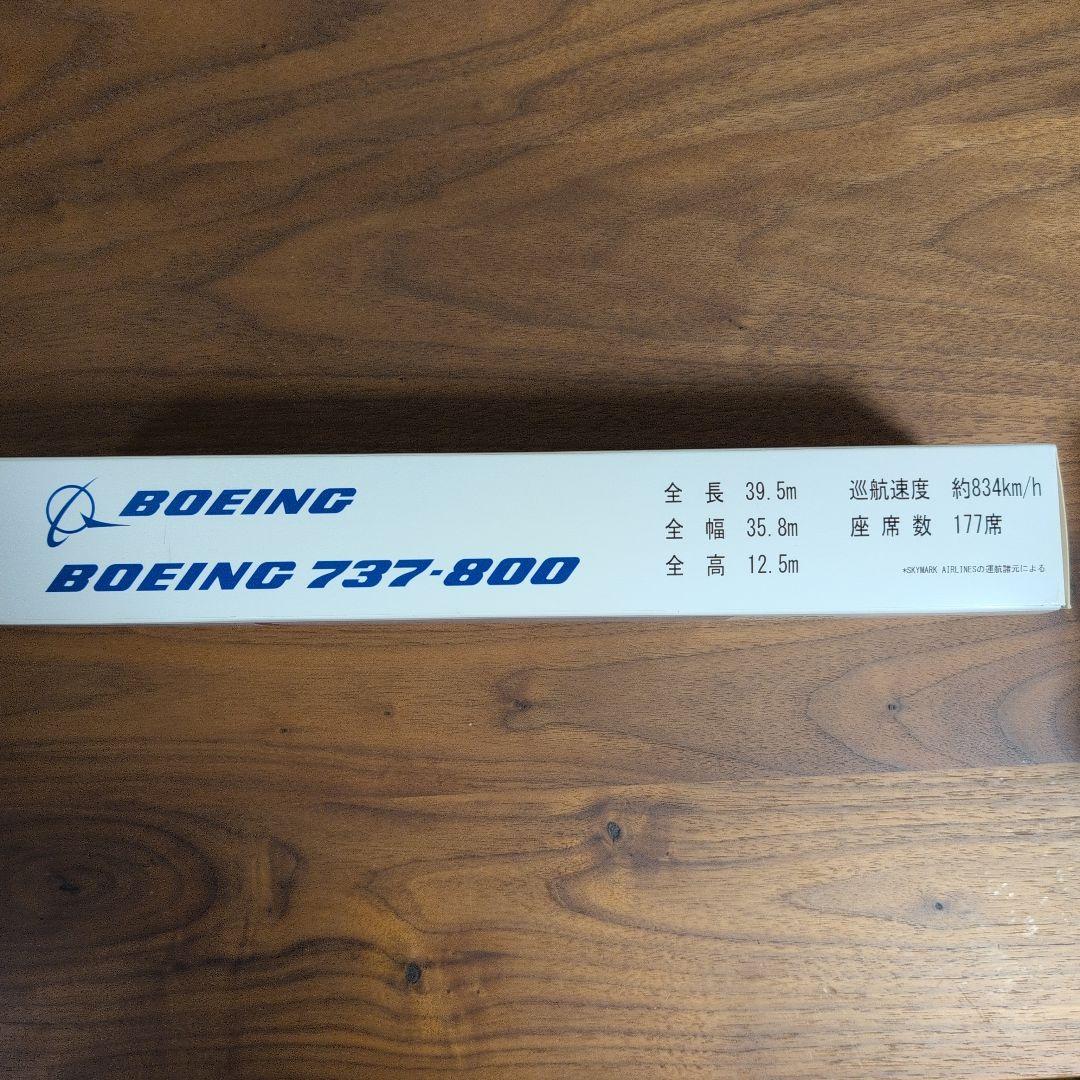 BOEING
BOEING 737-800
全 長 39.5m
全 幅 35.8m
全 高 12.5m
巡航速度 約834km/h
座 席 数 177席
*SKYMARK AIRLINESの運航諸元による